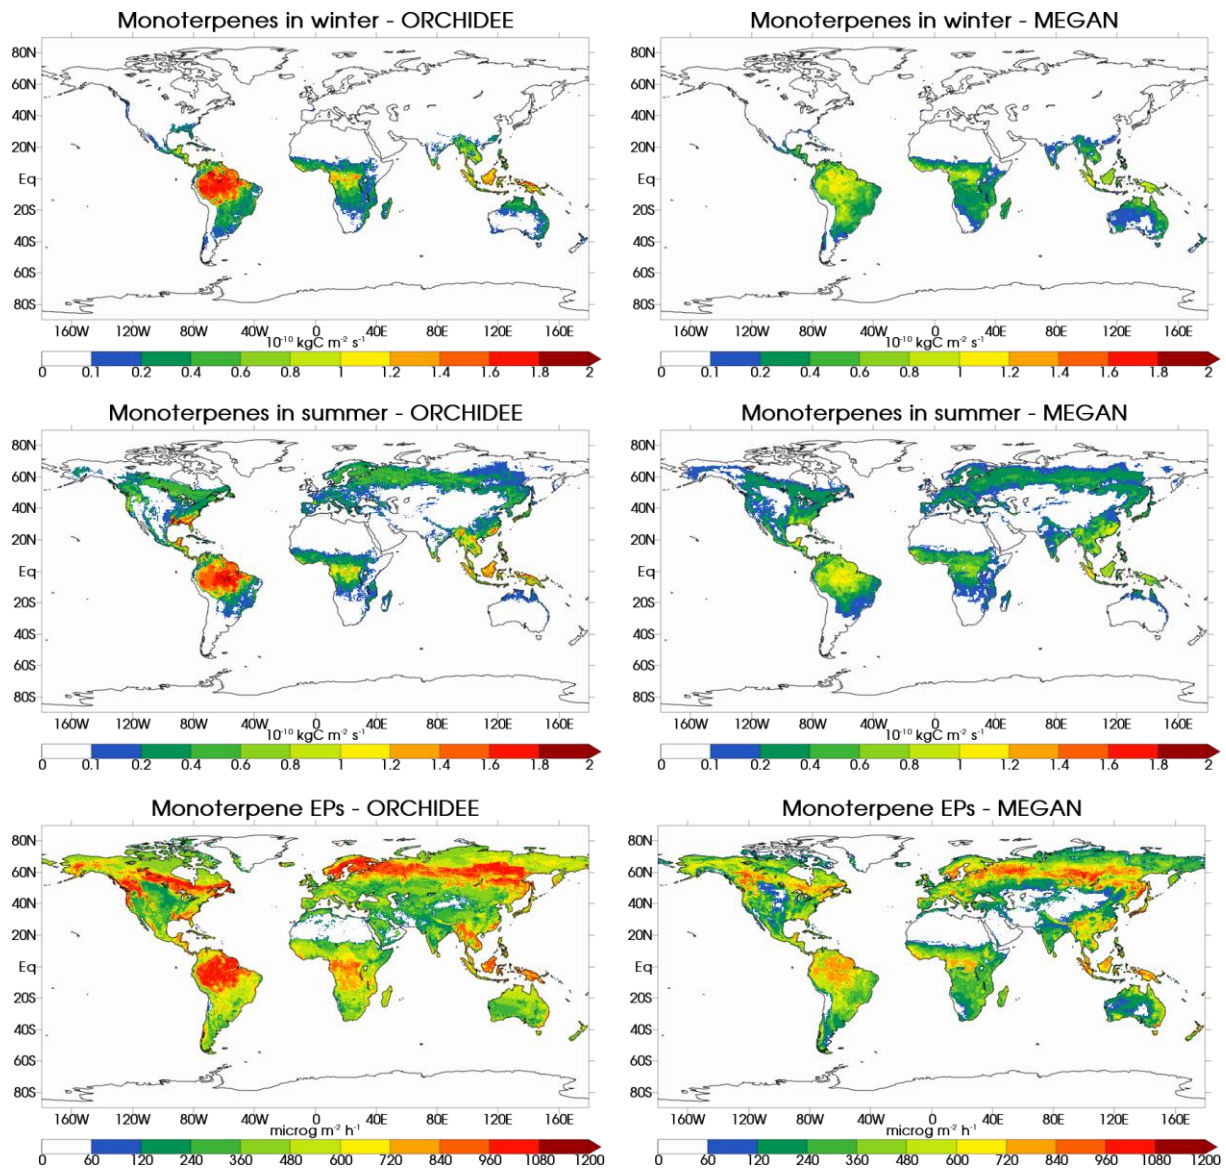 Monoterpenes in winter - ORCHIDEE
80N
60N
40N
20N
Eq
20S
40S
60S
80S
160W 120W 80W 40W 0 40E 80E 120E 160E
10⁻¹⁰ kgC m⁻² s⁻¹
0 0.1 0.2 0.4 0.6 0.8 1 1.2 1.4 1.6 1.8 2
Monoterpenes in winter - MEGAN
80N
60N
40N
20N
Eq
20S
40S
60S
80S
160W 120W 80W 40W 0 40E 80E 120E 160E
10⁻¹⁰ kgC m⁻² s⁻¹
0 0.1 0.2 0.4 0.6 0.8 1 1.2 1.4 1.6 1.8 2
Monoterpenes in summer - ORCHIDEE
80N
60N
40N
20N
Eq
20S
40S
60S
80S
160W 120W 80W 40W 0 40E 80E 120E 160E
10⁻¹⁰ kgC m⁻² s⁻¹
0 0.1 0.2 0.4 0.6 0.8 1 1.2 1.4 1.6 1.8 2
Monoterpenes in summer - MEGAN
80N
60N
40N
20N
Eq
20S
40S
60S
80S
160W 120W 80W 40W 0 40E 80E 120E 160E
10⁻¹⁰ kgC m⁻² s⁻¹
0 0.1 0.2 0.4 0.6 0.8 1 1.2 1.4 1.6 1.8 2
Monoterpene EPs - ORCHIDEE
80N
60N
40N
20N
Eq
20S
40S
60S
80S
160W 120W 80W 40W 0 40E 80E 120E 160E
microg m⁻² h⁻¹
0 60 120 240 360 480 600 720 840 960 1080 1200
Monoterpene EPs - MEGAN
80N
60N
40N
20N
Eq
20S
40S
60S
80S
160W 120W 80W 40W 0 40E 80E 120E 160E
microg m⁻² h⁻¹
0 60 120 240 360 480 600 720 840 960 1080 1200